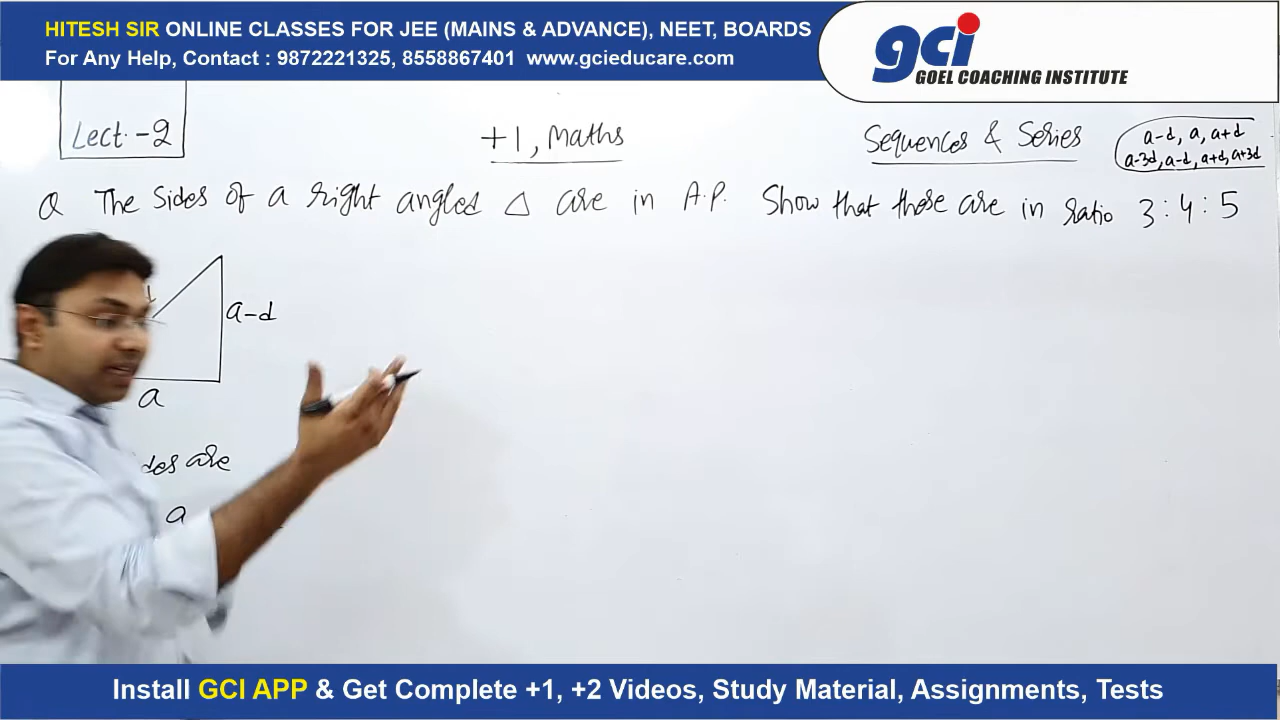 HITESH SIR ONLINE CLASSES FOR JEE (MAINS & ADVANCE), NEET, BOARDS
For Any Help, Contact : 9872221325, 8558867401 www.gcieducare.com
gci
GOEL COACHING INSTITUTE
Lect.-2
+1, Maths
Sequences & Series
a-d, a, a+d
a-3d, a-d, a+d, a+3d
Q The Sides of a right angled △ are in A.P. Show that those are in ratio 3:4:5
a-d
a
are
a
Install GCI APP & Get Complete +1, +2 Videos, Study Material, Assignments, Tests